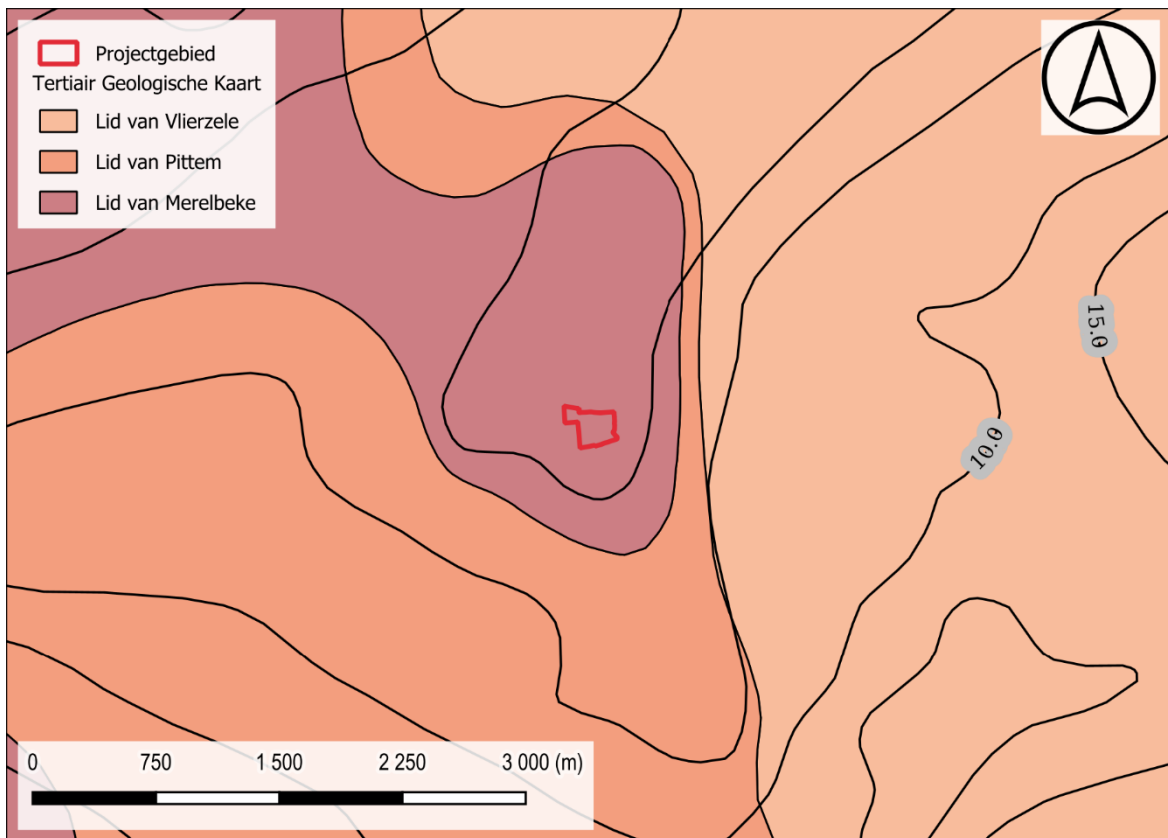 Projectgebied
Tertiair Geologische Kaart
Lid van Vlierzele
Lid van Pittem
Lid van Merelbeke
15.0
10.0
0 750 1 500 2 250 3 000 (m)